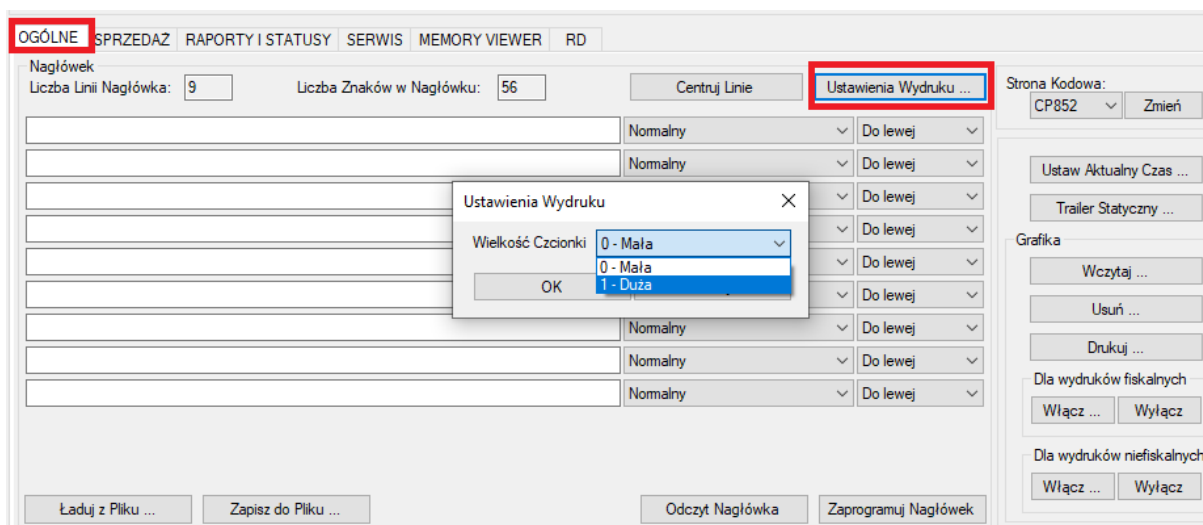 OGÓLNE SPRZEDAŻ RAPORTY I STATUSY SERWIS MEMORY VIEWER RD
Nagłówek
Liczba Linii Nagłówka: 9 Liczba Znaków w Nagłówku: 56 Centruj Linie Ustawienia Wydruku ...
Strona Kodowa:
CP852 Zmień
Normalny Do lewej
Normalny Do lewej
Do lewej
Do lewej
Do lewej
Do lewej
Normalny Do lewej
Normalny Do lewej
Normalny Do lewej
Ustawienia Wydruku
Wielkość Czcionki 0 - Mała
0 - Mała
1 - Duża
OK
Ustaw Aktualny Czas ...
Trailer Statyczny ...
Grafika
Wczytaj ...
Usuń ...
Drukuj ...
Dla wydruków fiskalnych
Włącz ... Wyłącz
Dla wydruków niefiskalnych
Włącz ... Wyłącz
Ładuj z Pliku ... Zapisz do Pliku ... Odczyt Nagłówka Zaprogramuj Nagłówek